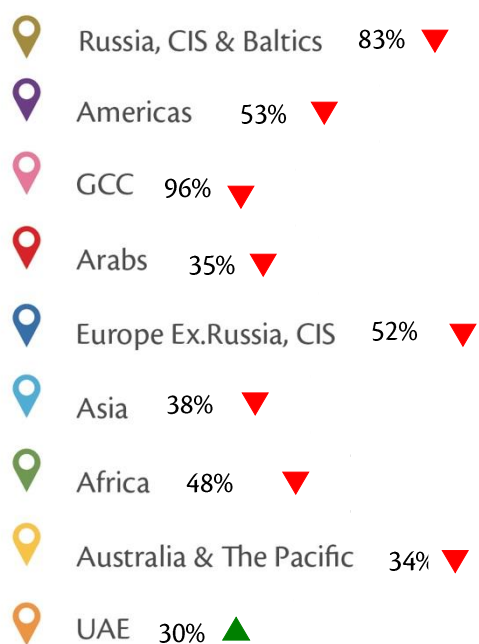 Russia, CIS & Baltics 83%
Americas 53%
GCC 96%
Arabs 35%
Europe Ex.Russia, CIS 52%
Asia 38%
Africa 48%
Australia & The Pacific 34%
UAE 30%